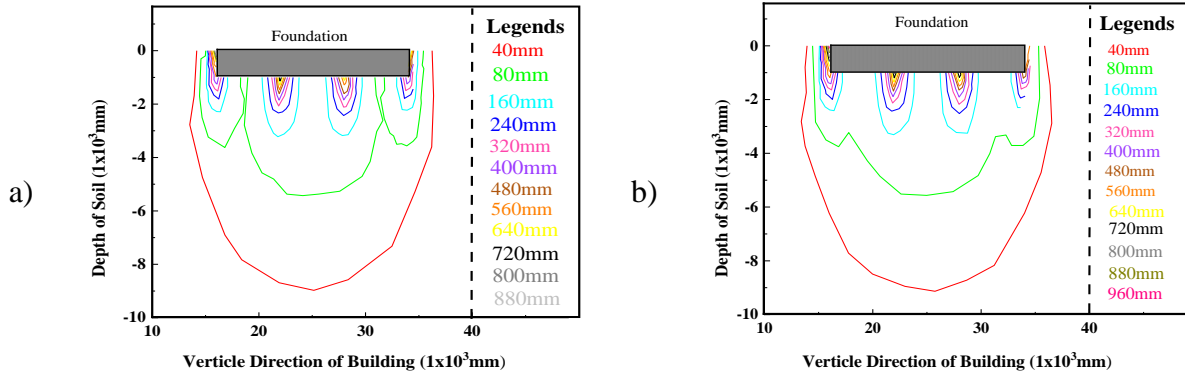 a)
Foundation
Legends
40mm
80mm
160mm
240mm
320mm
400mm
480mm
560mm
640mm
720mm
800mm
880mm
0
-2
-4
-6
-8
-10
10
20
30
40
Depth of Soil (1x10³mm)
Verticle Direction of Building (1x10³mm)
b)
Foundation
Legends
40mm
80mm
160mm
240mm
320mm
400mm
480mm
560mm
640mm
720mm
800mm
880mm
960mm
0
-2
-4
-6
-8
-10
10
20
30
40
Depth of Soil (1x10³mm)
Verticle Direction of Building (1x10³mm)